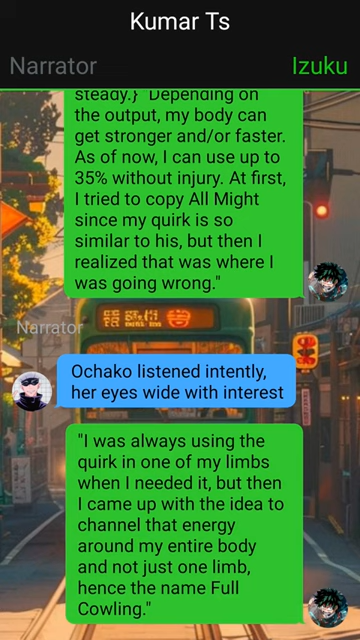 Kumar Ts
Narrator
Izuku
steady.} "Depending on
the output, my body can
get stronger and/or faster.
As of now, I can use up to
35% without injury. At first,
I tried to copy All Might
since my quirk is so
similar to his, but then I
realized that was where I
was going wrong."
Narrator
Ochako listened intently,
her eyes wide with interest
"I was always using the
quirk in one of my limbs
when I needed it, but then
I came up with the idea to
channel that energy
around my entire body
and not just one limb,
hence the name Full
Cowling."